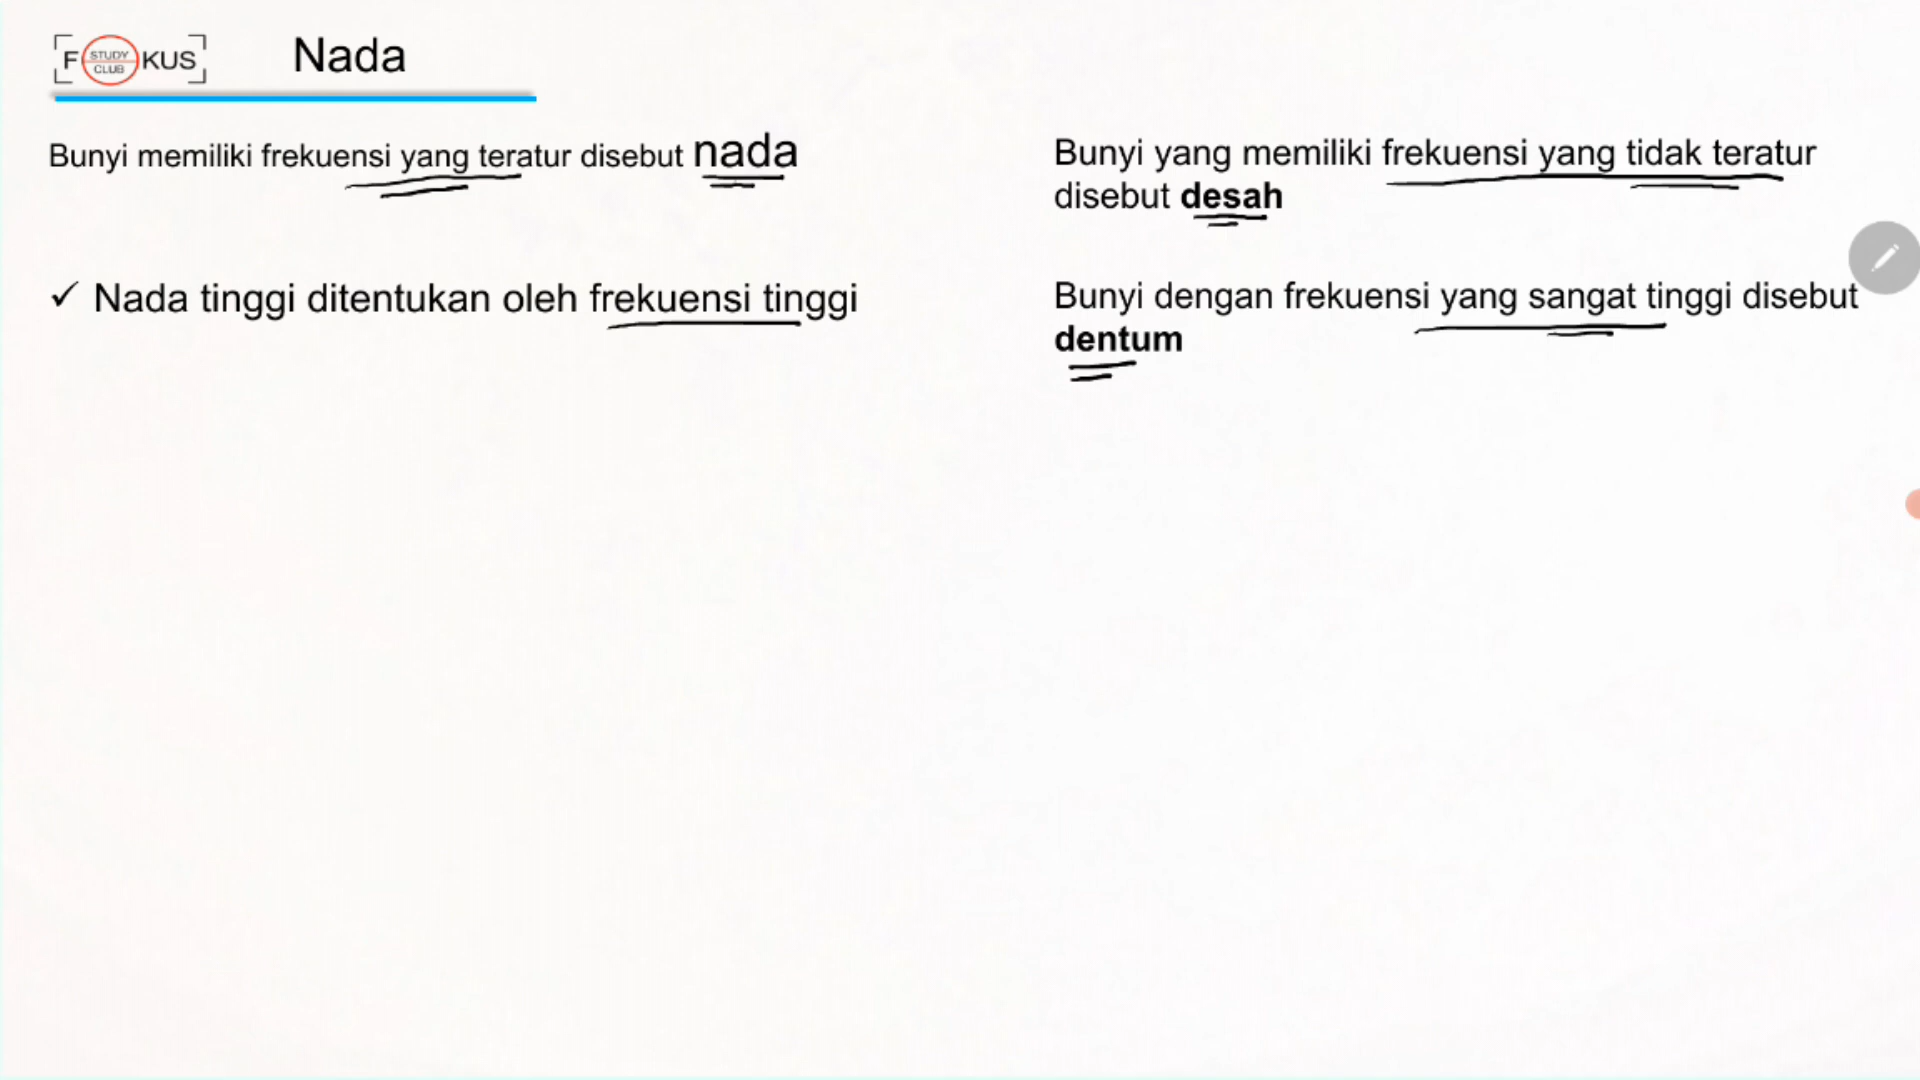 FOKUS
STUDY
CLUB
Nada
Bunyi memiliki frekuensi yang teratur disebut nada
✓ Nada tinggi ditentukan oleh frekuensi tinggi
Bunyi yang memiliki frekuensi yang tidak teratur
disebut desah
Bunyi dengan frekuensi yang sangat tinggi disebut
dentum